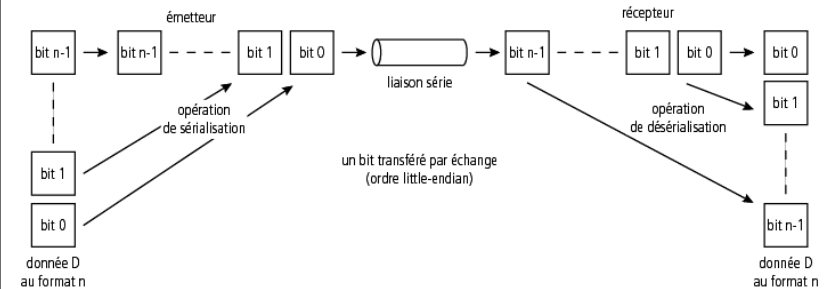 émetteur
récepteur
bit n-1
bit n-1
bit 1
bit 0
bit n-1
bit 1
bit 0
bit 0
liaison série
opération
de sérialisation
opération
de désérialisation
bit 1
bit 1
un bit transféré par échange
(ordre little-endian)
bit 0
bit n-1
donnée D
au format n
donnée D
au format n